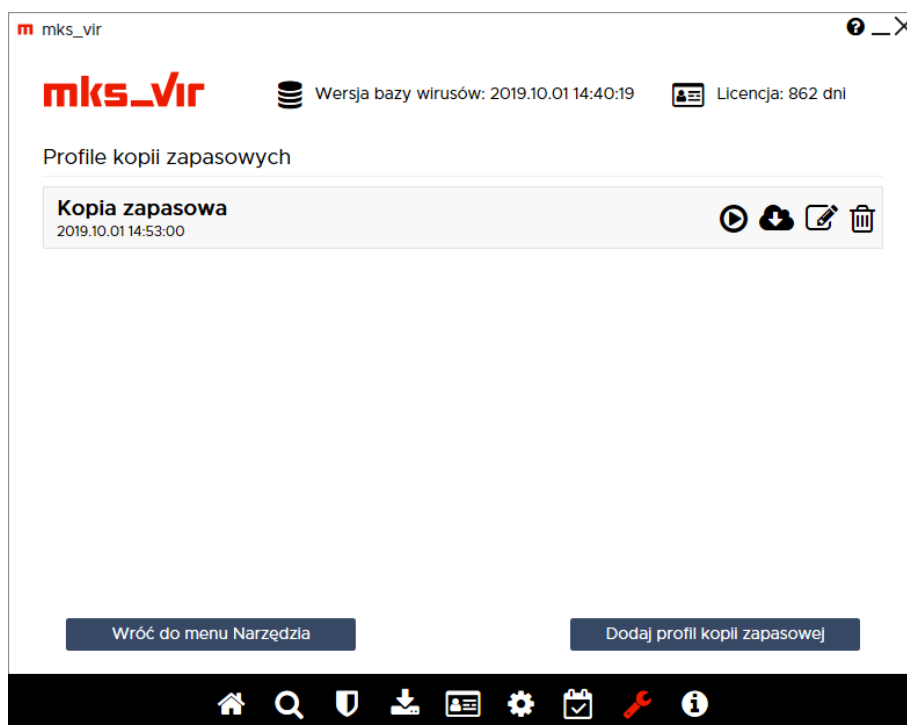 mks_vir
mks_vir
Wersja bazy wirusów: 2019.10.01 14:40:19
Licencja: 862 dni
Profile kopii zapasowych
Kopia zapasowa
2019.10.01 14:53:00
Wróć do menu Narzędzia
Dodaj profil kopii zapasowej